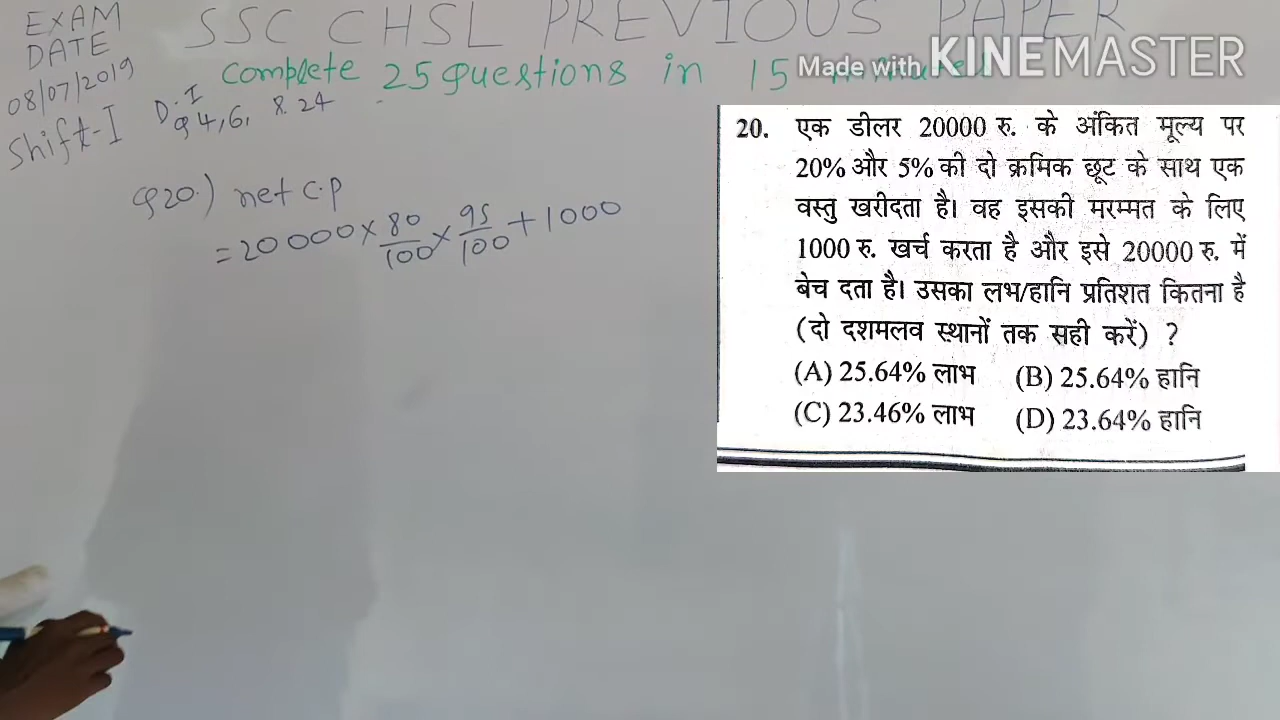 EXAM
DATE
08/07/2019
Shift-I
SSC CHSL PREVIOUS PAPER
Complete 25 Questions in 15
D.I
Q 4, 6, 8. 24
Made with KINEMASTER
Q20.) net C.P
= 20000 × 80/100 × 95/100 + 1000
20. एक डीलर 20000 रु. के अंकित मूल्य पर
20% और 5% की दो क्रमिक छूट के साथ एक
वस्तु खरीदता है। वह इसकी मरम्मत के लिए
1000 रु. खर्च करता है और इसे 20000 रु. में
बेच दता है। उसका लभ/हानि प्रतिशत कितना है
(दो दशमलव स्थानों तक सही करें) ?
(A) 25.64% लाभ (B) 25.64% हानि
(C) 23.46% लाभ (D) 23.64% हानि